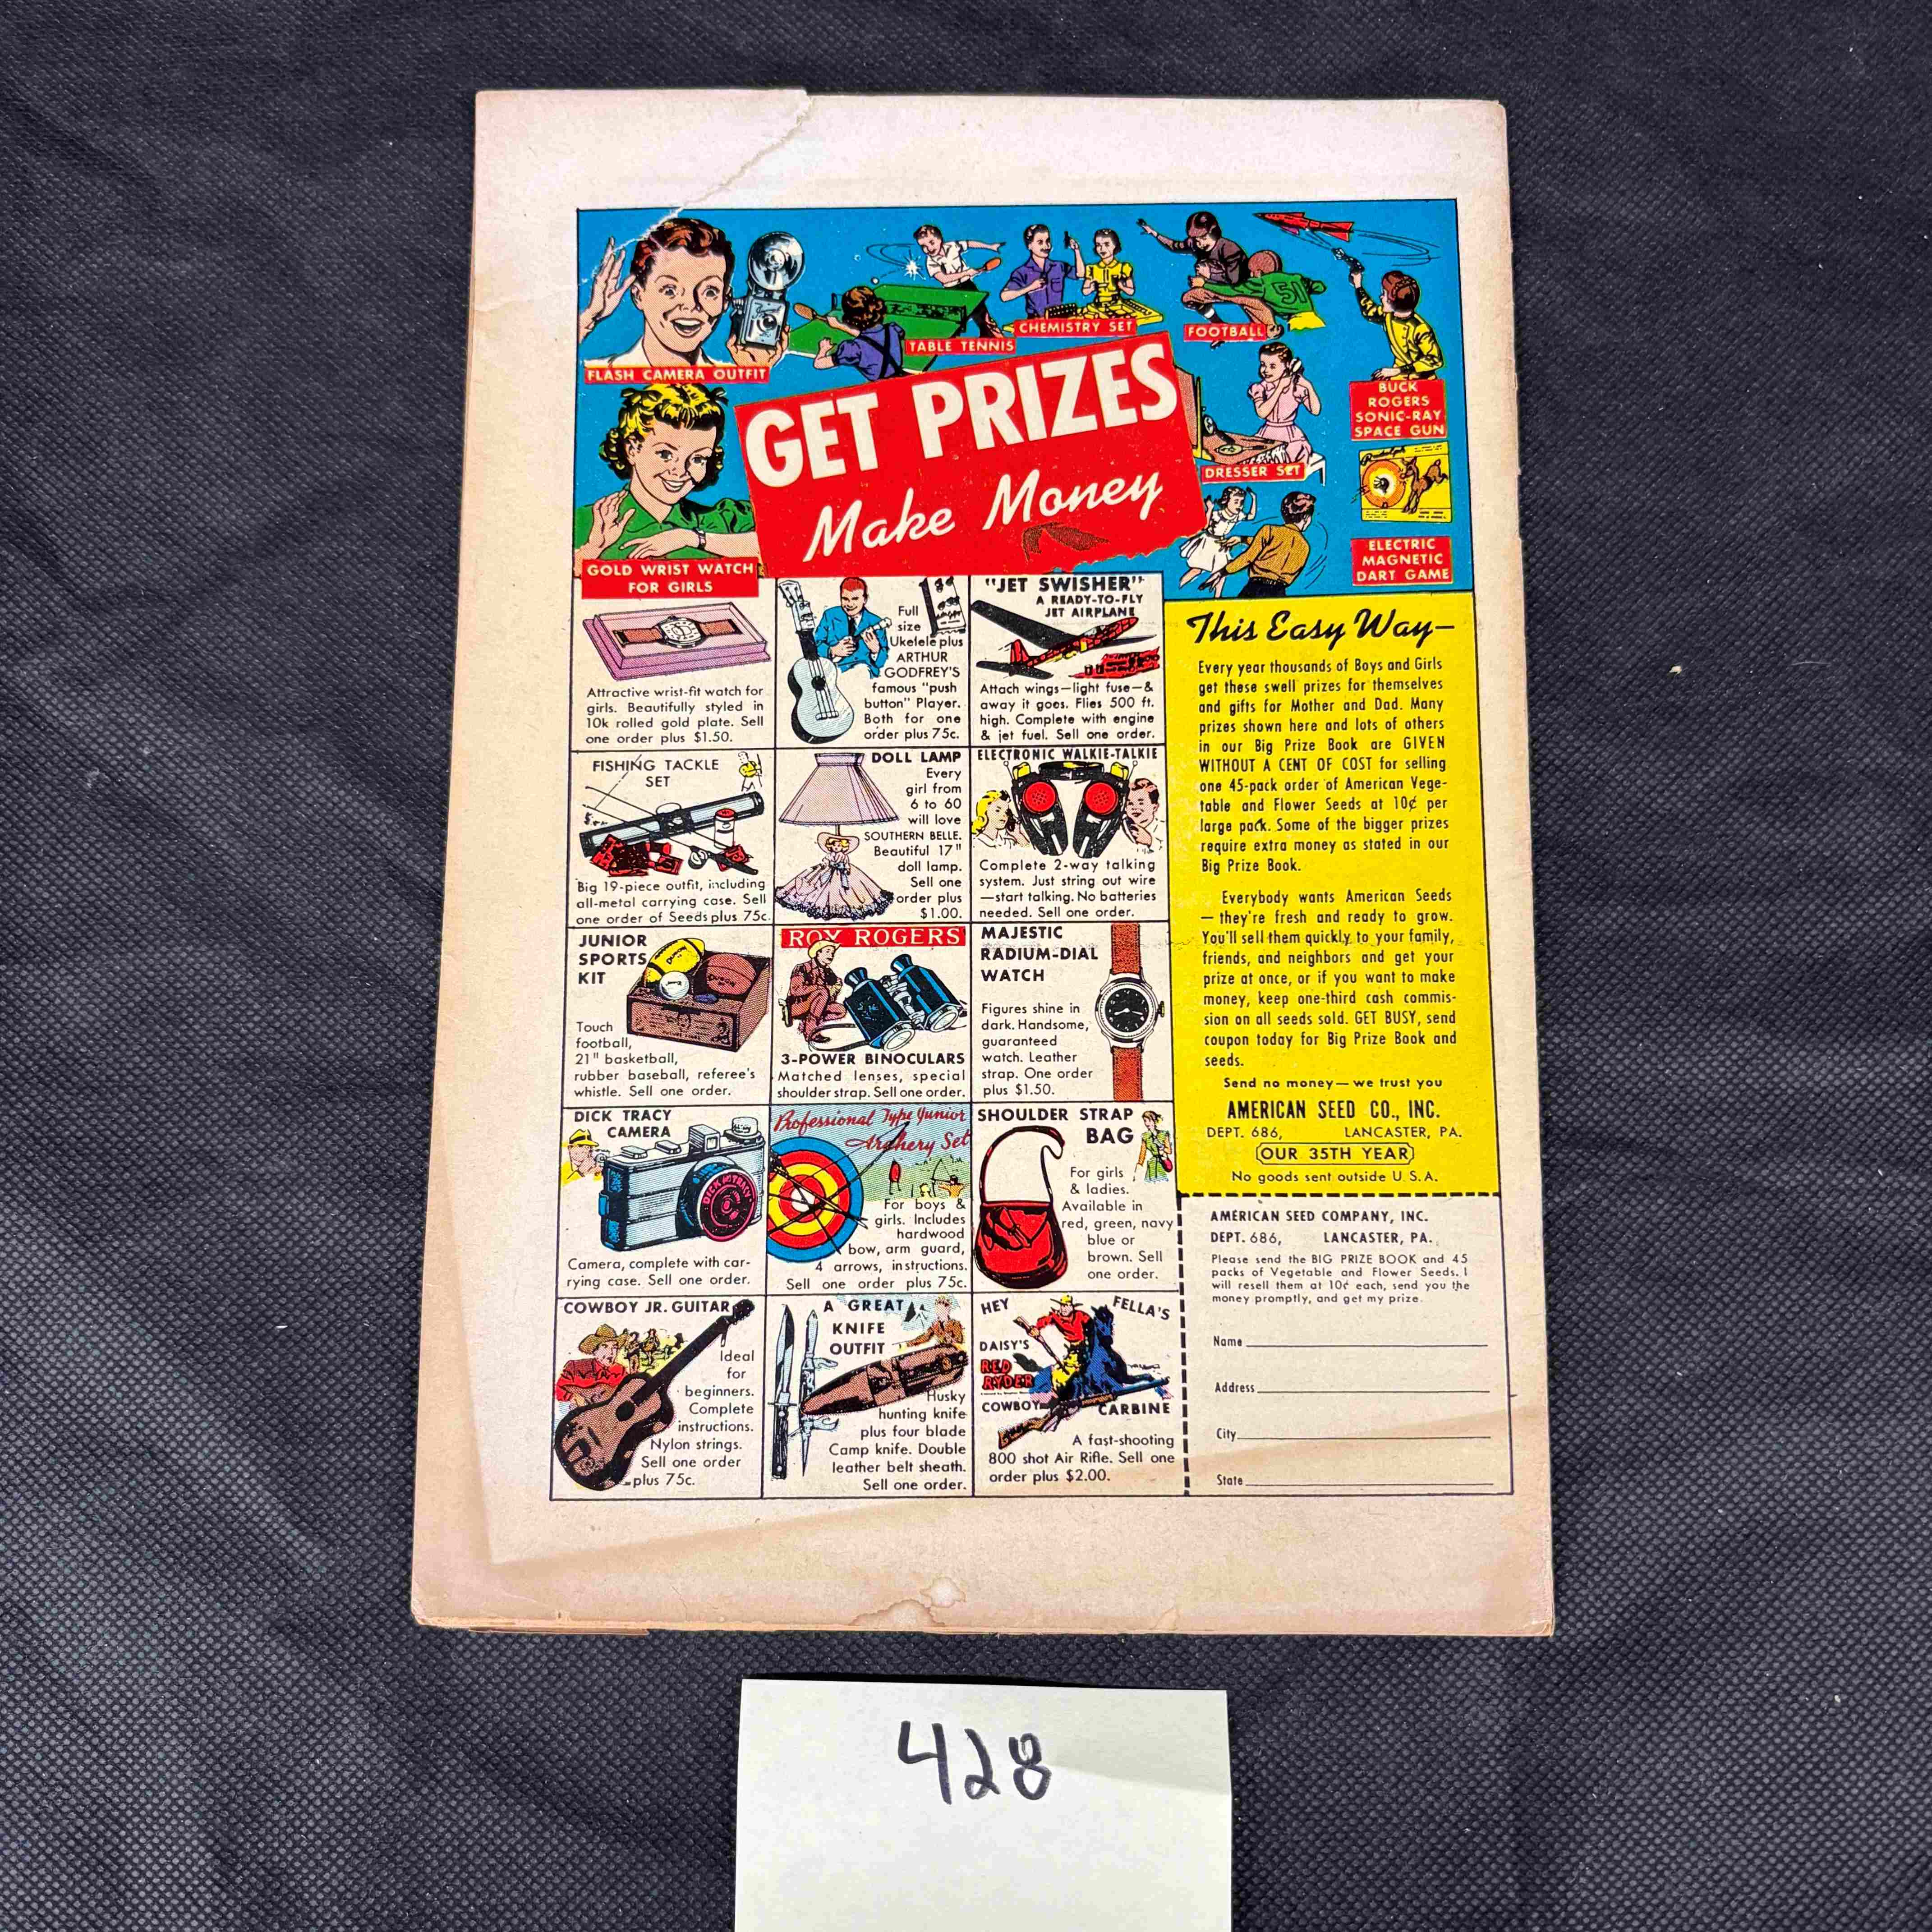 FLASH CAMERA OUTFIT
TABLE TENNIS
CHEMISTRY SET
FOOTBALL
BUCK
ROGERS
SONIC-RAY
SPACE GUN
GET PRIZES
Make Money
DRESSER SET
GOLD WRIST WATCH
FOR GIRLS
ELECTRIC
MAGNETIC
DART GAME
Attractive wrist-fit watch for
girls. Beautifully styled in
10k rolled gold plate. Sell
one order plus $1.50.
Full
size
Ukelele plus
ARTHUR
GODFREY'S
famous "push
button" Player.
Both for one
order plus 75c.
"JET SWISHER"
A READY-TO-FLY
JET AIRPLANE
Attach wings—light fuse—&
away it goes. Flies 500 ft.
high. Complete with engine
& jet fuel. Sell one order.
FISHING TACKLE
SET
Big 19-piece outfit, including
all-metal carrying case. Sell
one order of Seeds plus 75c.
DOLL LAMP
Every
girl from
6 to 60
will love
SOUTHERN BELLE.
Beautiful 17"
doll lamp.
Sell one
order plus
$1.00.
ELECTRONIC WALKIE-TALKIE
Complete 2-way talking
system. Just string out wire
—start talking. No batteries
needed. Sell one order.
JUNIOR
SPORTS
KIT
Touch
football,
21" basketball,
rubber baseball, referee's
whistle. Sell one order.
ROY ROGERS
3-POWER BINOCULARS
Matched lenses, special
shoulder strap. Sell one order.
MAJESTIC
RADIUM-DIAL
WATCH
Figures shine in
dark. Handsome,
guaranteed
watch. Leather
strap. One order
plus $1.50.
DICK TRACY
CAMERA
DICK TRACY
Camera, complete with car-
rying case. Sell one order.
Professional Type Junior
Archery Set
For boys &
girls. Includes
hardwood
bow, arm guard,
4 arrows, instructions.
Sell one order plus 75c.
SHOULDER STRAP
BAG
For girls
& ladies.
Available in
red, green, navy
blue or
brown. Sell
one order.
COWBOY JR. GUITAR
Ideal
for
beginners.
Complete
instructions.
Nylon strings.
Sell one order
plus 75c.
A GREAT
KNIFE
OUTFIT
Husky
hunting knife
plus four blade
Camp knife. Double
leather belt sheath.
Sell one order.
HEY FELLA'S
DAISY'S
RED
RYDER
COWBOY CARBINE
A fast-shooting
800 shot Air Rifle. Sell one
order plus $2.00.
This Easy Way—
Every year thousands of Boys and Girls
get these swell prizes for themselves
and gifts for Mother and Dad. Many
prizes shown here and lots of others
in our Big Prize Book are GIVEN
WITHOUT A CENT OF COST for selling
one 45-pack order of American Vege-
table and Flower Seeds at 10¢ per
large pack. Some of the bigger prizes
require extra money as stated in our
Big Prize Book.
Everybody wants American Seeds
— they're fresh and ready to grow.
You'll sell them quickly to your family,
friends, and neighbors and get your
prize at once, or if you want to make
money, keep one-third cash commis-
sion on all seeds sold. GET BUSY, send
coupon today for Big Prize Book and
seeds.
Send no money—we trust you
AMERICAN SEED CO., INC.
DEPT. 686, LANCASTER, PA.
OUR 35TH YEAR
No goods sent outside U.S.A.
AMERICAN SEED COMPANY, INC.
DEPT. 686, LANCASTER, PA.
Please send the BIG PRIZE BOOK and 45
packs of Vegetable and Flower Seeds. I
will resell them at 10¢ each, send you the
money promptly, and get my prize.
Name
Address
City
State
51
428